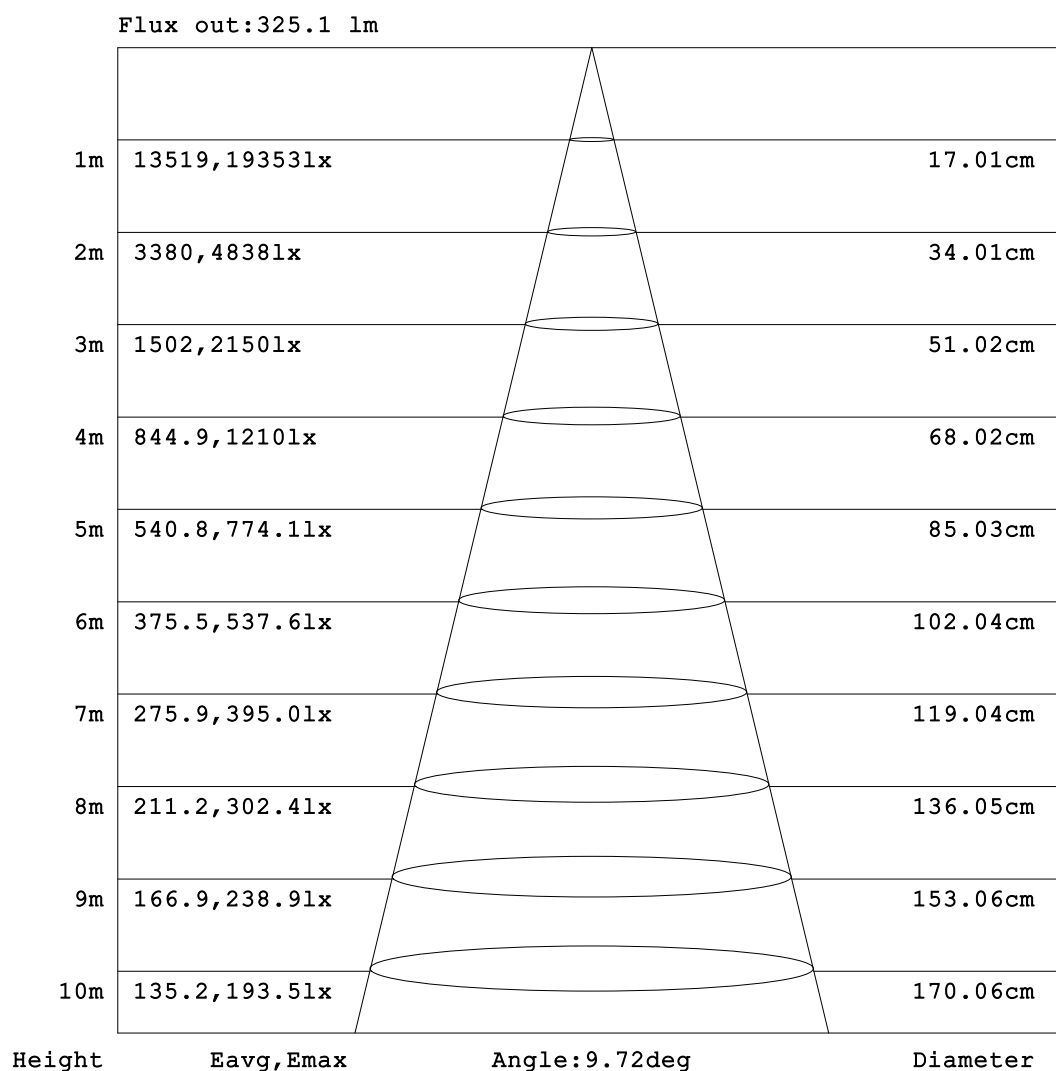 Flux out:325.1 lm
1m 13519,19353lx 17.01cm
2m 3380,4838lx 34.01cm
3m 1502,2150lx 51.02cm
4m 844.9,1210lx 68.02cm
5m 540.8,774.1lx 85.03cm
6m 375.5,537.6lx 102.04cm
7m 275.9,395.0lx 119.04cm
8m 211.2,302.4lx 136.05cm
9m 166.9,238.9lx 153.06cm
10m 135.2,193.5lx 170.06cm
Height Eavg,Emax Angle:9.72deg Diameter